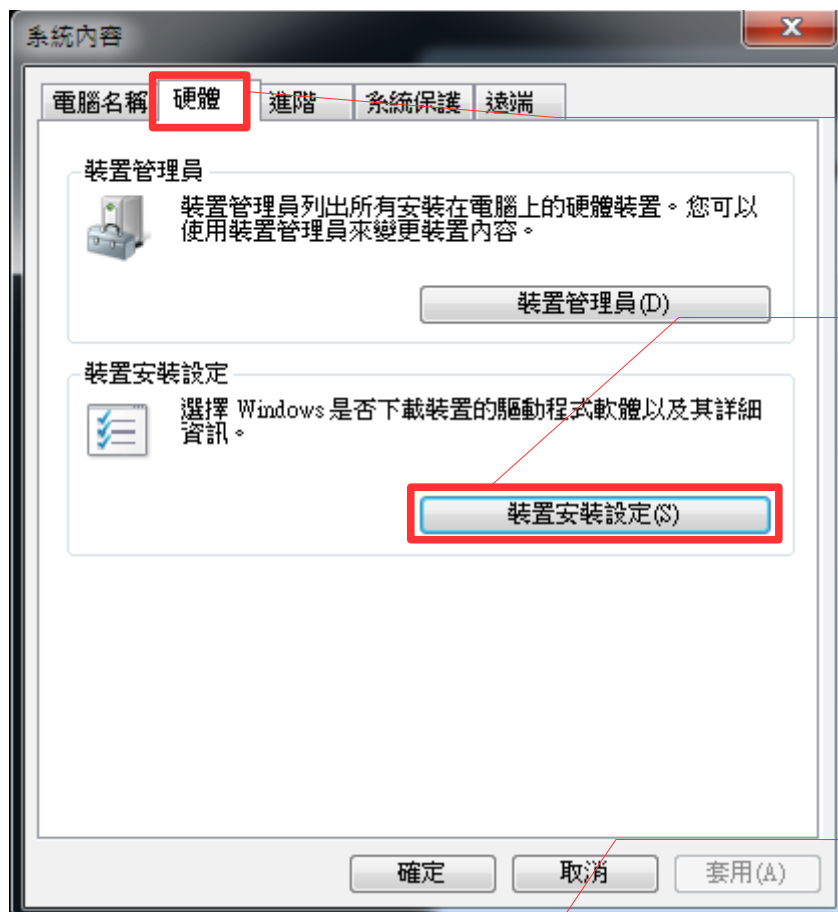 系統內容
電腦名稱 硬體 進階 系統保護 遠端
裝置管理員
裝置管理員列出所有安裝在電腦上的硬體裝置。您可以
使用裝置管理員來變更裝置內容。
裝置管理員(D)
裝置安裝設定
選擇 Windows 是否下載裝置的驅動程式軟體以及其詳細
資訊。
裝置安裝設定(S)
確定 取消 套用(A)